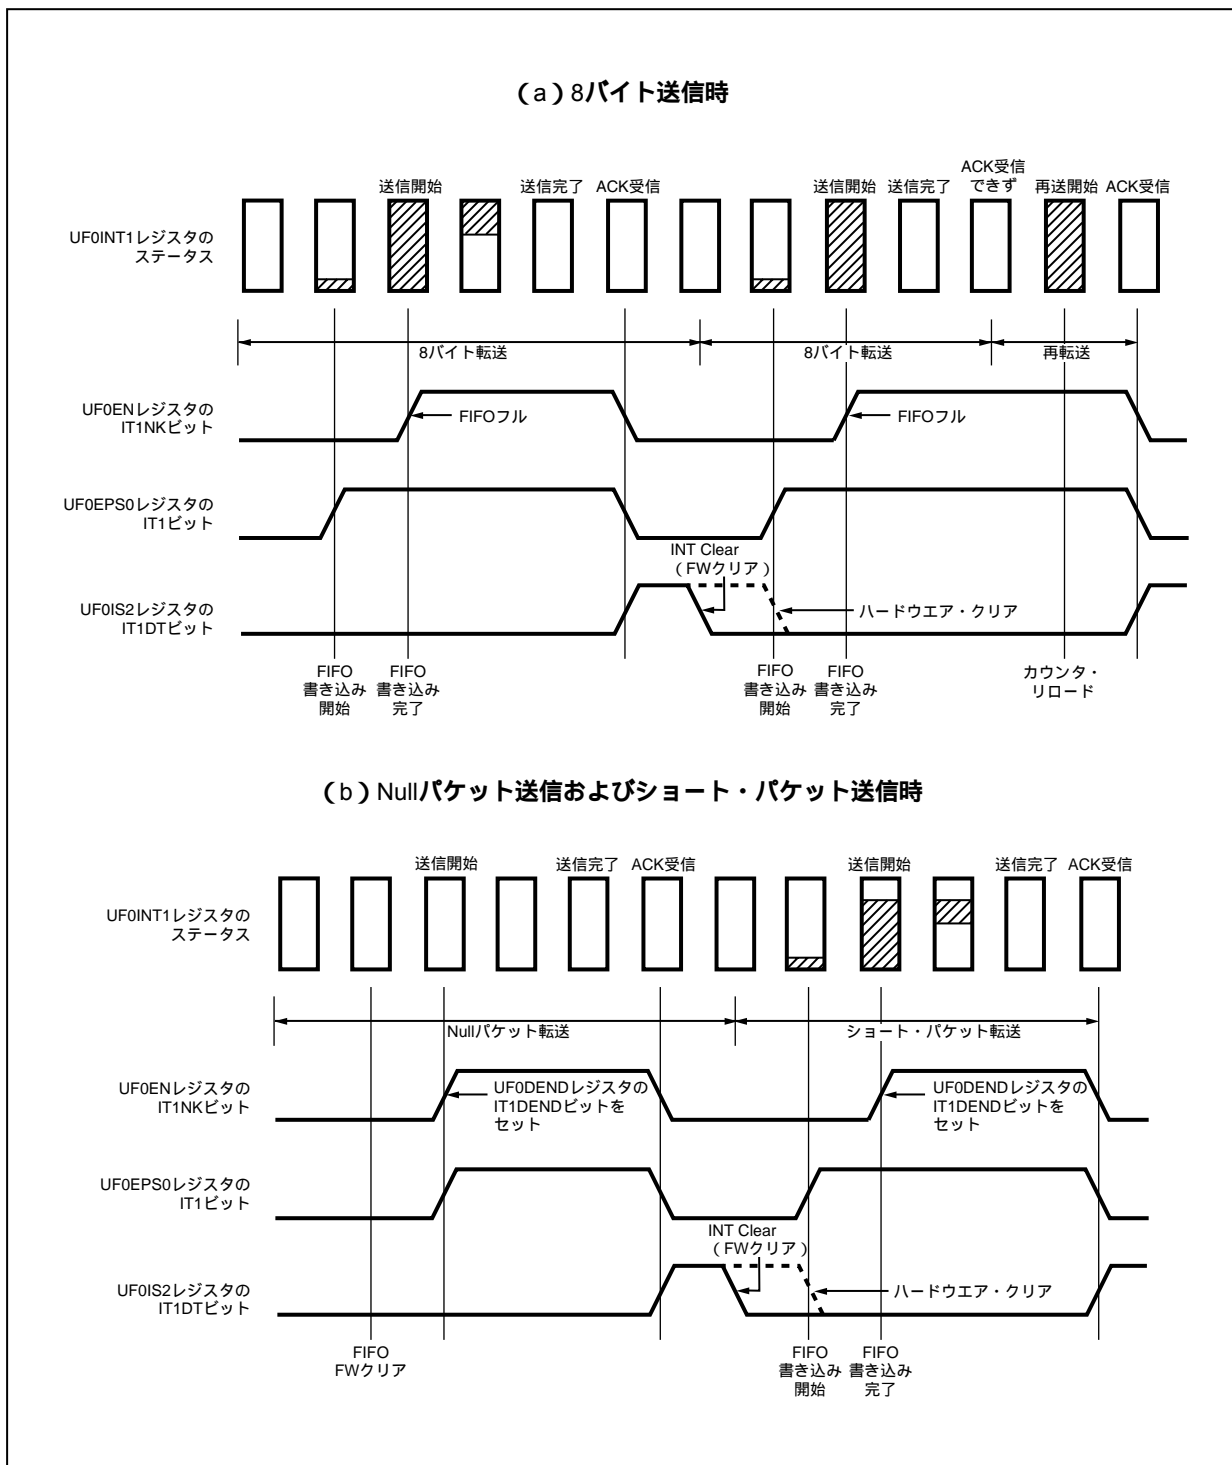 （a）8バイト送信時
送信開始
送信完了
ACK受信
送信開始
送信完了
ACK受信
できず
再送開始
ACK受信
UF0INT1レジスタの
ステータス
8バイト転送
8バイト転送
再転送
UF0ENレジスタの
IT1NKビット
FIFOフル
FIFOフル
UF0EPS0レジスタの
IT1ビット
INT Clear
（FWクリア）
UF0IS2レジスタの
IT1DTビット
ハードウエア・クリア
FIFO
書き込み
開始
FIFO
書き込み
完了
FIFO
書き込み
開始
FIFO
書き込み
完了
カウンタ・
リロード
（b）Nullパケット送信およびショート・パケット送信時
送信開始
送信完了
ACK受信
送信開始
送信完了
ACK受信
UF0INT1レジスタの
ステータス
Nullパケット転送
ショート・パケット転送
UF0ENレジスタの
IT1NKビット
UF0DENDレジスタの
IT1DENDビットを
セット
UF0DENDレジスタの
IT1DENDビットを
セット
UF0EPS0レジスタの
IT1ビット
INT Clear
（FWクリア）
UF0IS2レジスタの
IT1DTビット
ハードウエア・クリア
FIFO
FWクリア
FIFO
書き込み
開始
FIFO
書き込み
完了